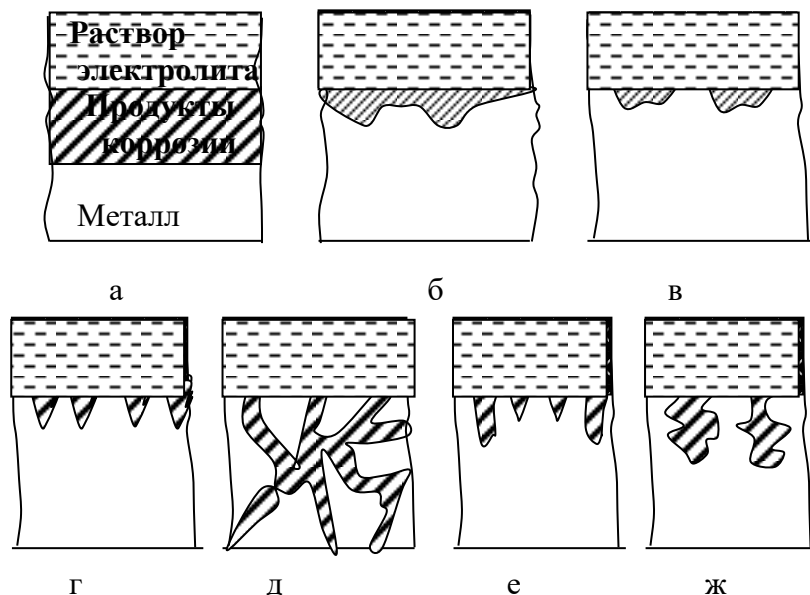 Раствор
электролита
Продукты
коррозии
Металл
а
б
в
г
д
е
ж